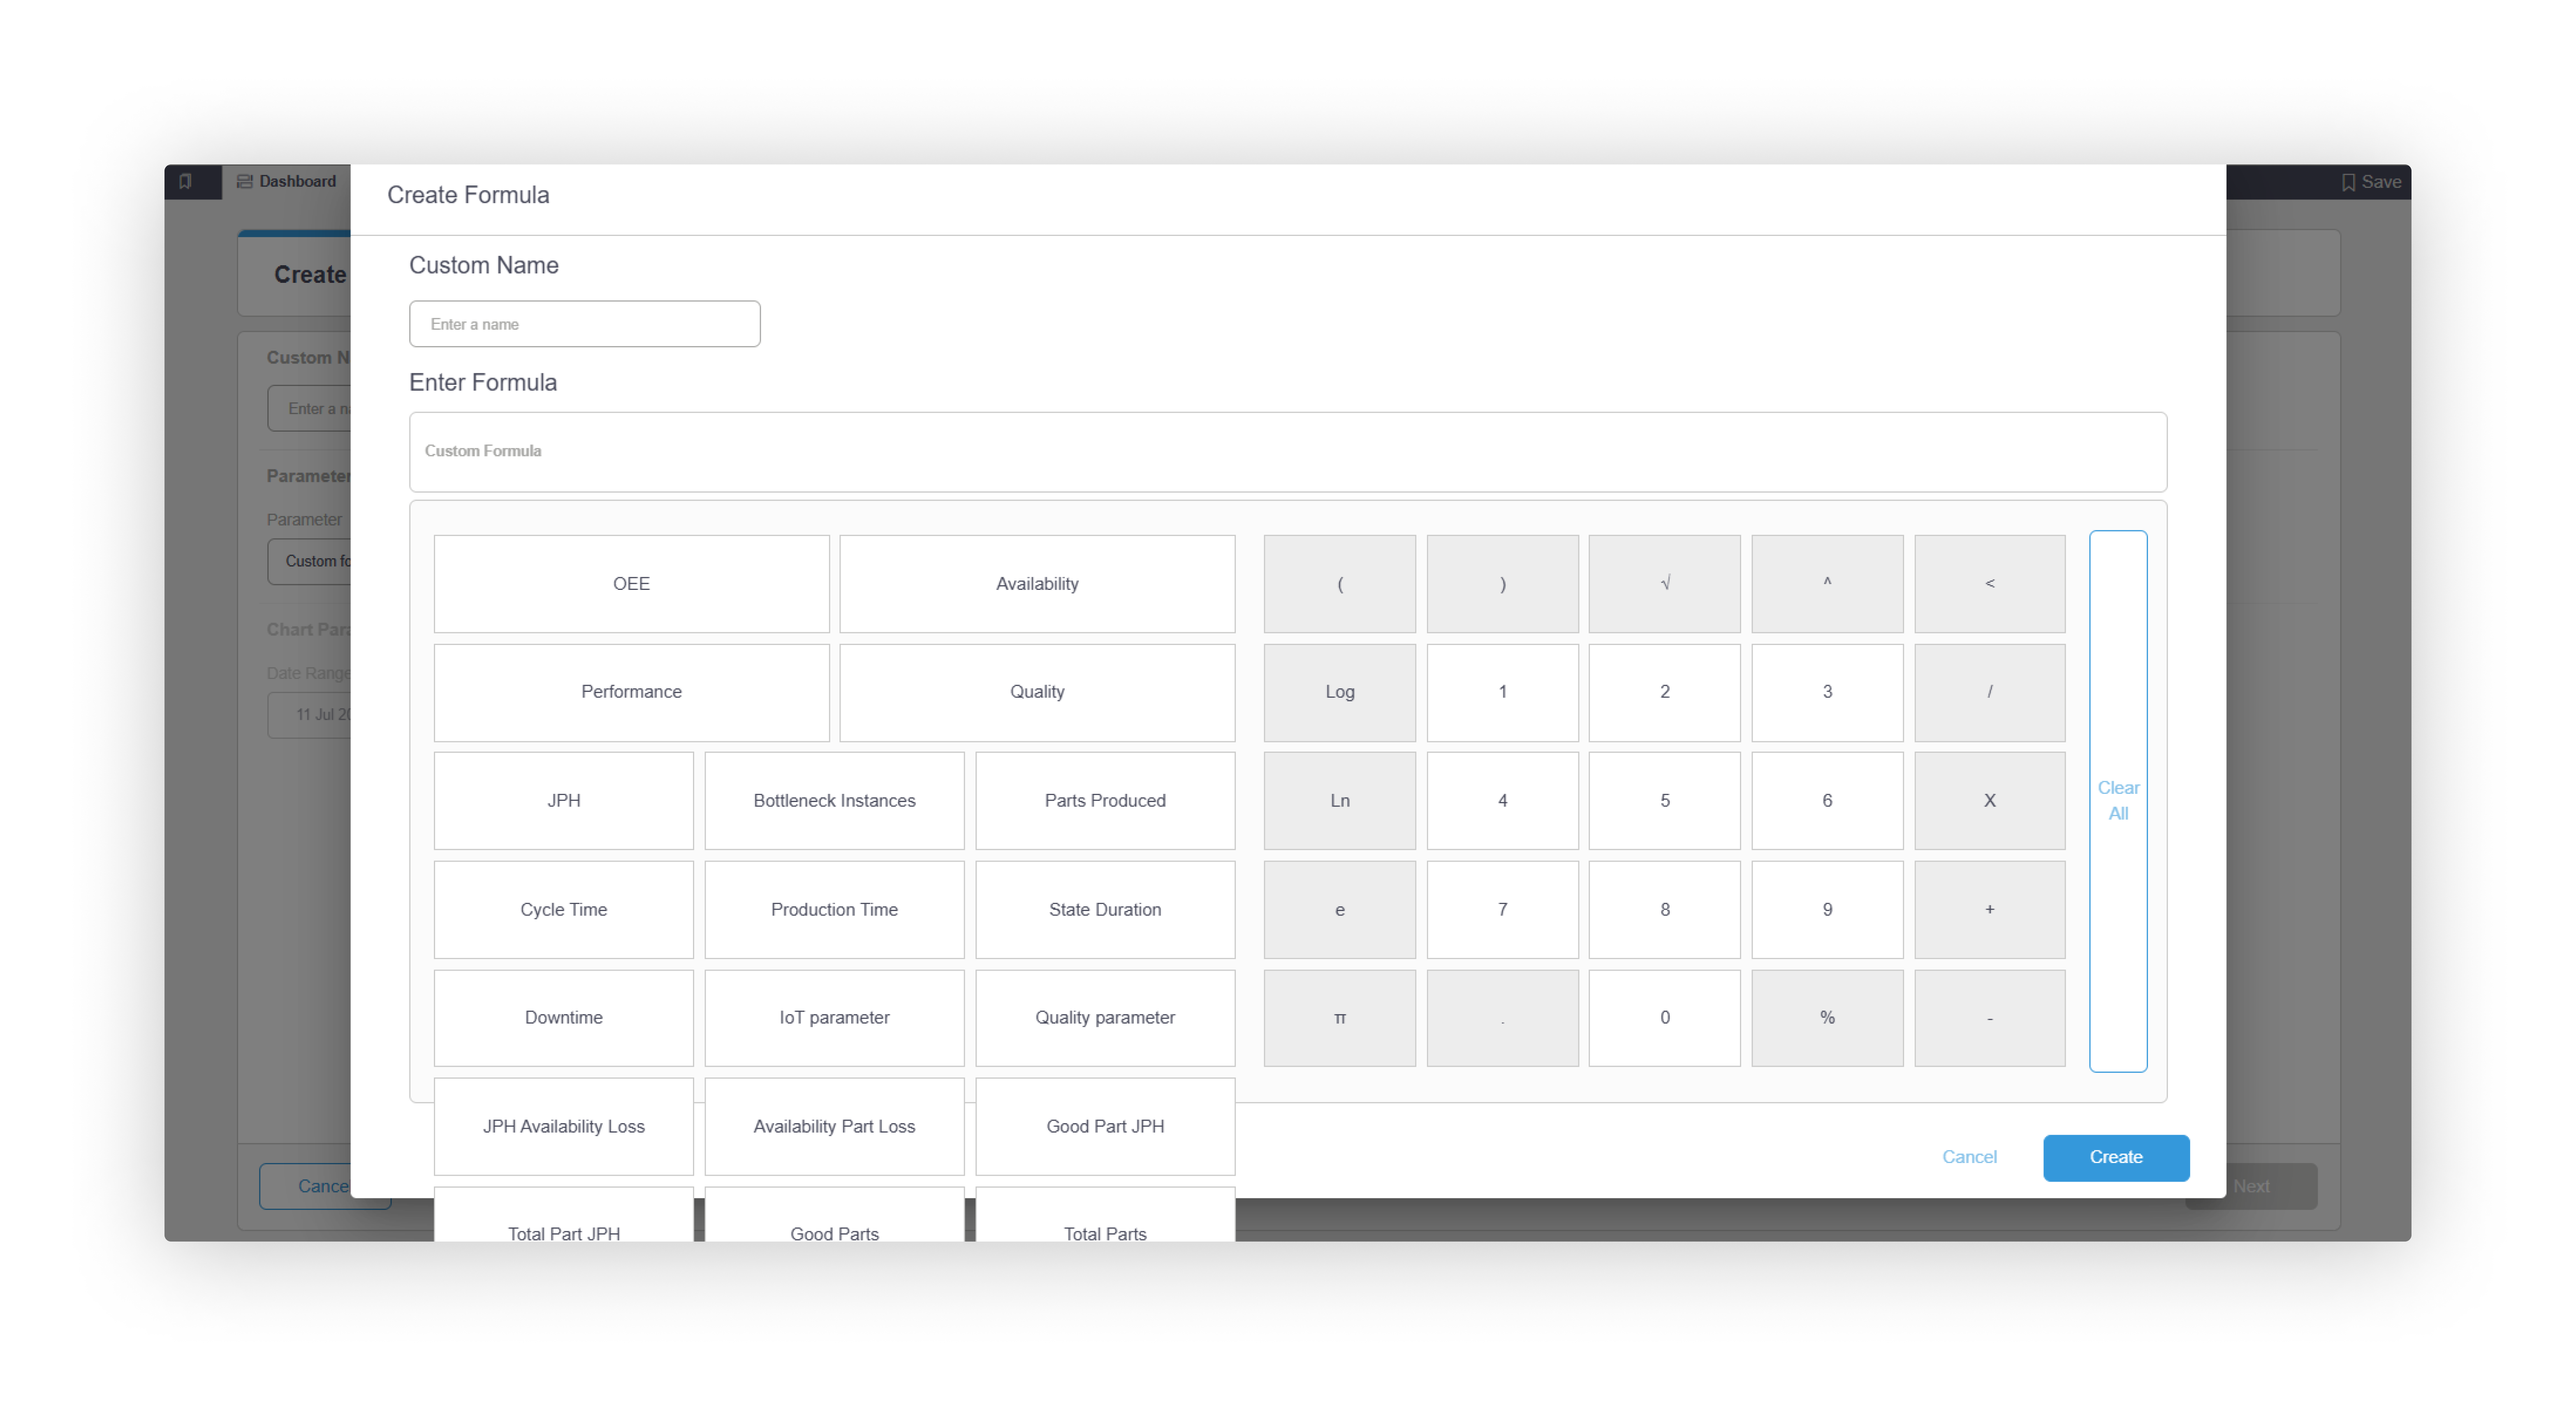 Dashboard
Save
Create Formula
Create
Custom Name
Enter a name
Custom N
Enter a n
Enter Formula
Custom Formula
Parameter
Parameter
Custom fo
Chart Para
Date Range
11 Jul 20
OEE Availability ( ) √ ^ <
Performance Quality Log 1 2 3 /
JPH Bottleneck Instances Parts Produced Ln 4 5 6 X
Clear
All
Cycle Time Production Time State Duration e 7 8 9 +
Downtime IoT parameter Quality parameter π . 0 % -
JPH Availability Loss Availability Part Loss Good Part JPH
Cancel Create
Cance
Next
Total Part JPH Good Parts Total Parts